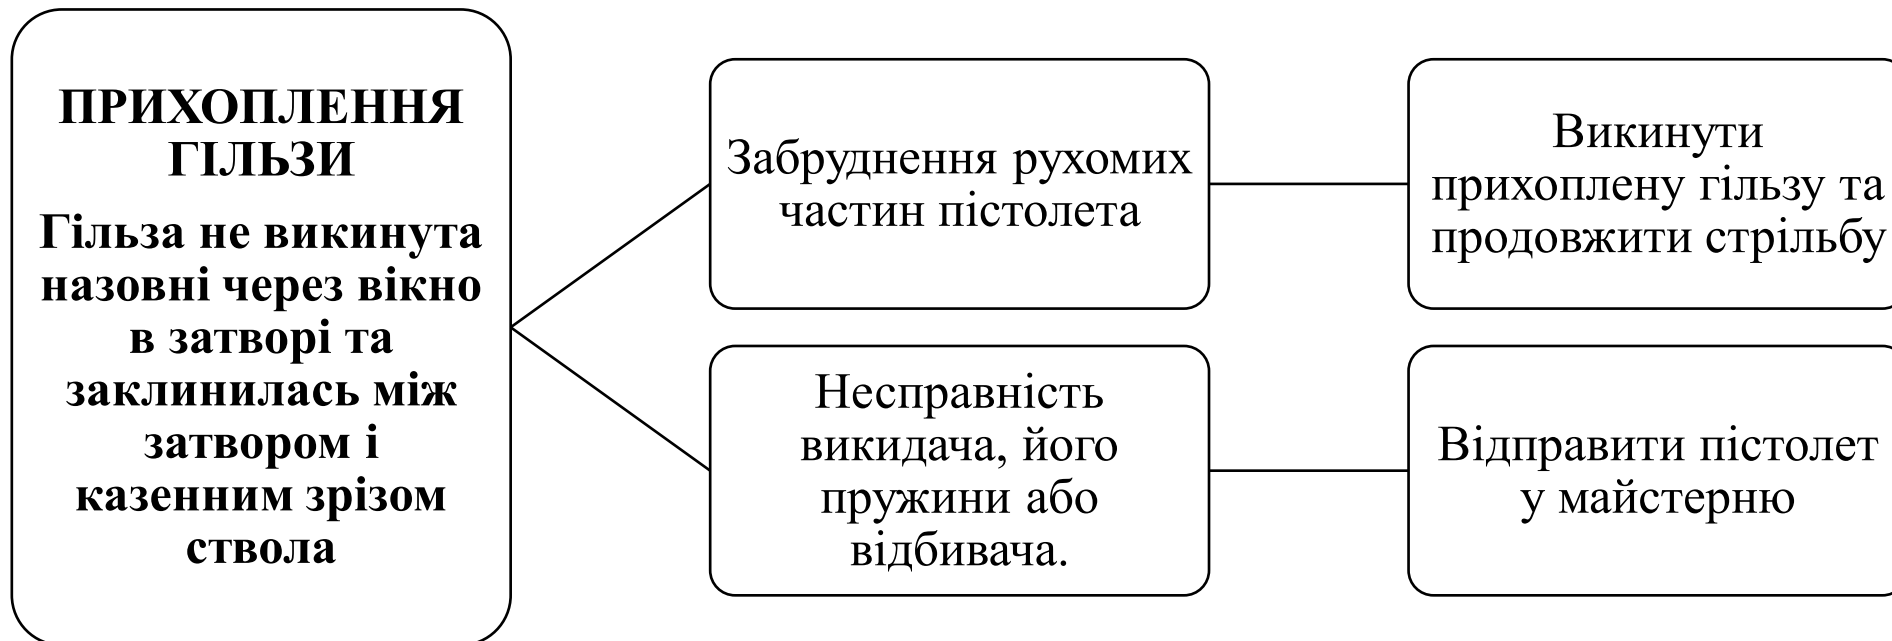 ПРИХОПЛЕННЯ
ГІЛЬЗИ
Гільза не викинута
назовні через вікно
в затворі та
заклинилась між
затвором і
казенним зрізом
ствола
Забруднення рухомих
частин пістолета
Викинути
прихоплену гільзу та
продовжити стрільбу
Несправність
викидача, його
пружини або
відбивача.
Відправити пістолет
у майстерню